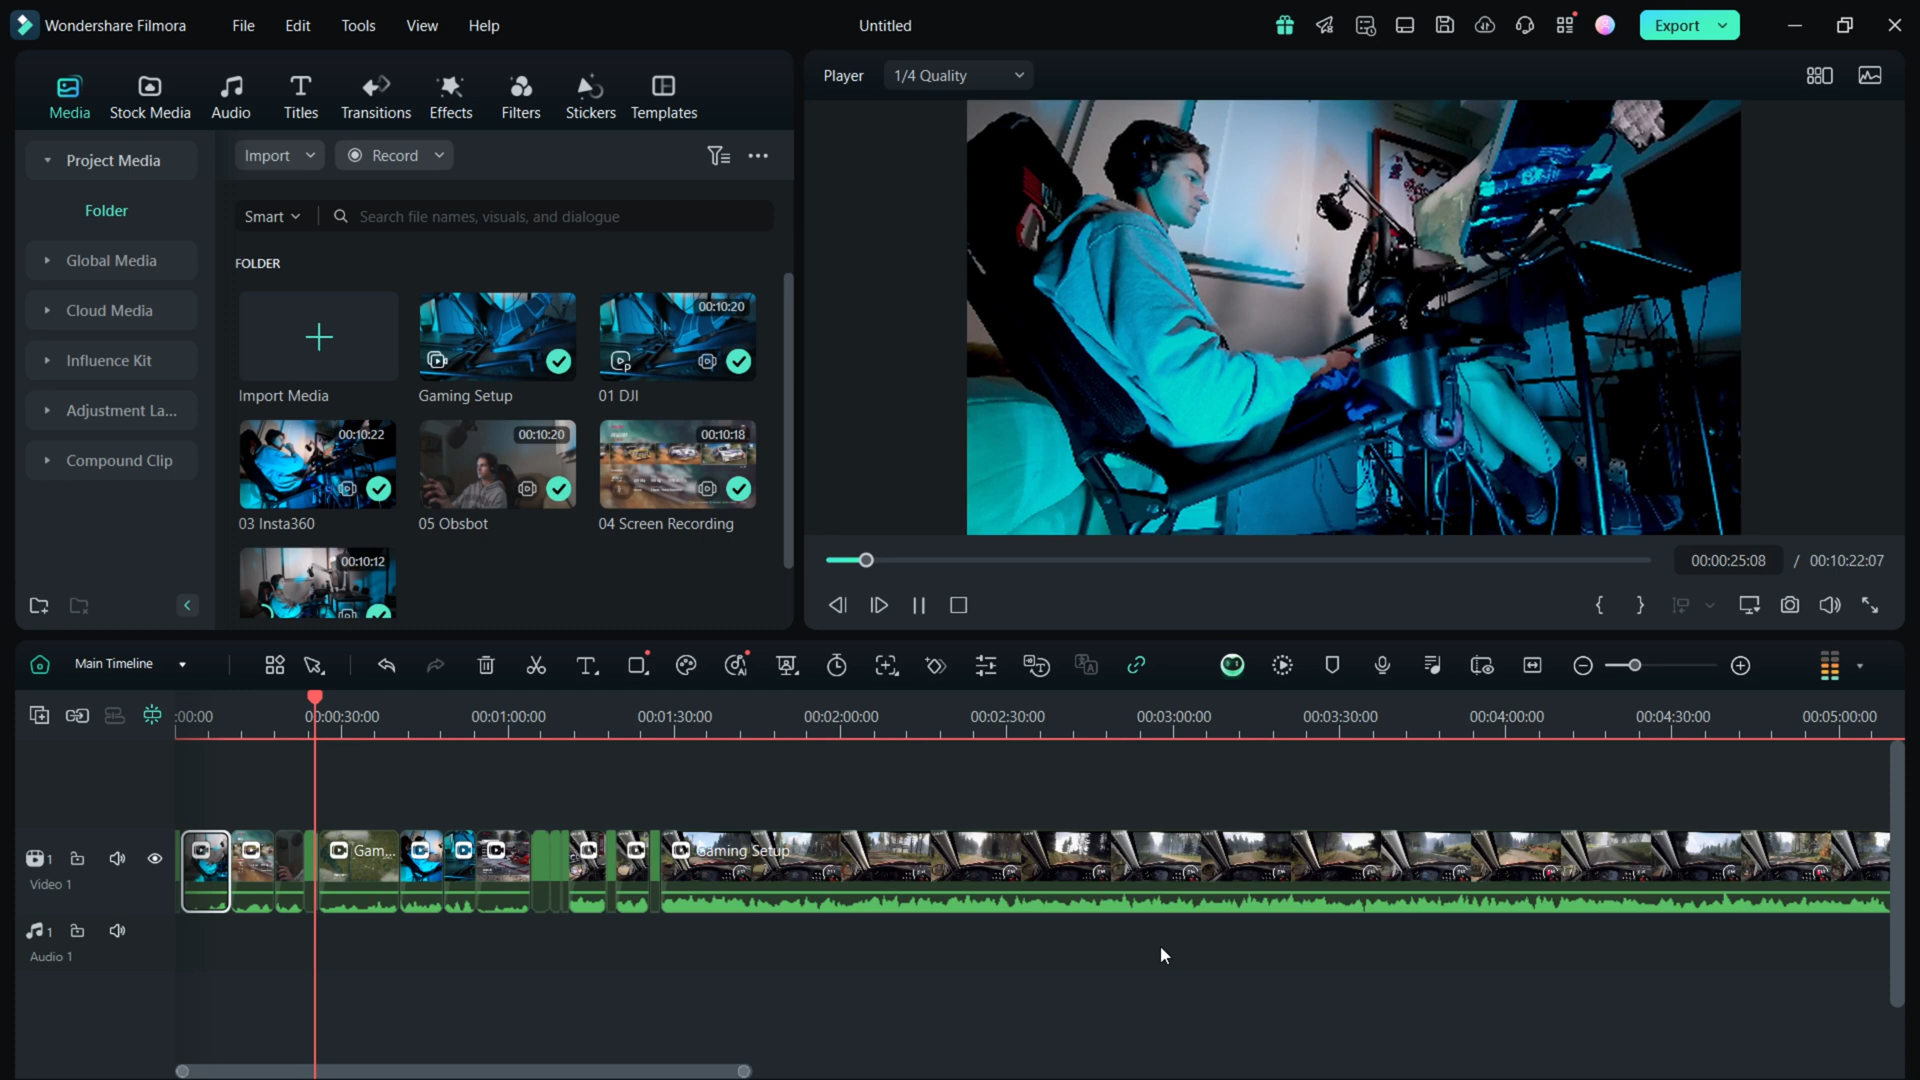 Wondershare Filmora
File
Edit
Tools
View
Help
Untitled
Export
Media
Stock Media
Audio
Titles
Transitions
Effects
Filters
Stickers
Templates
Player
1/4 Quality
Project Media
Folder
Global Media
Cloud Media
Influence Kit
Adjustment La...
Compound Clip
Import
Record
Smart
Search file names, visuals, and dialogue
FOLDER
Import Media
Gaming Setup
00:10:20
01 DJI
00:10:22
03 Insta360
00:10:20
05 Obsbot
00:10:18
04 Screen Recording
00:10:12
00:00:25:08 / 00:10:22:07
Main Timeline
:00:00
00:00:30:00
00:01:00:00
00:01:30:00
00:02:00:00
00:02:30:00
00:03:00:00
00:03:30:00
00:04:00:00
00:04:30:00
00:05:00:00
1
Video 1
Gam...
Gaming Setup
1
Audio 1